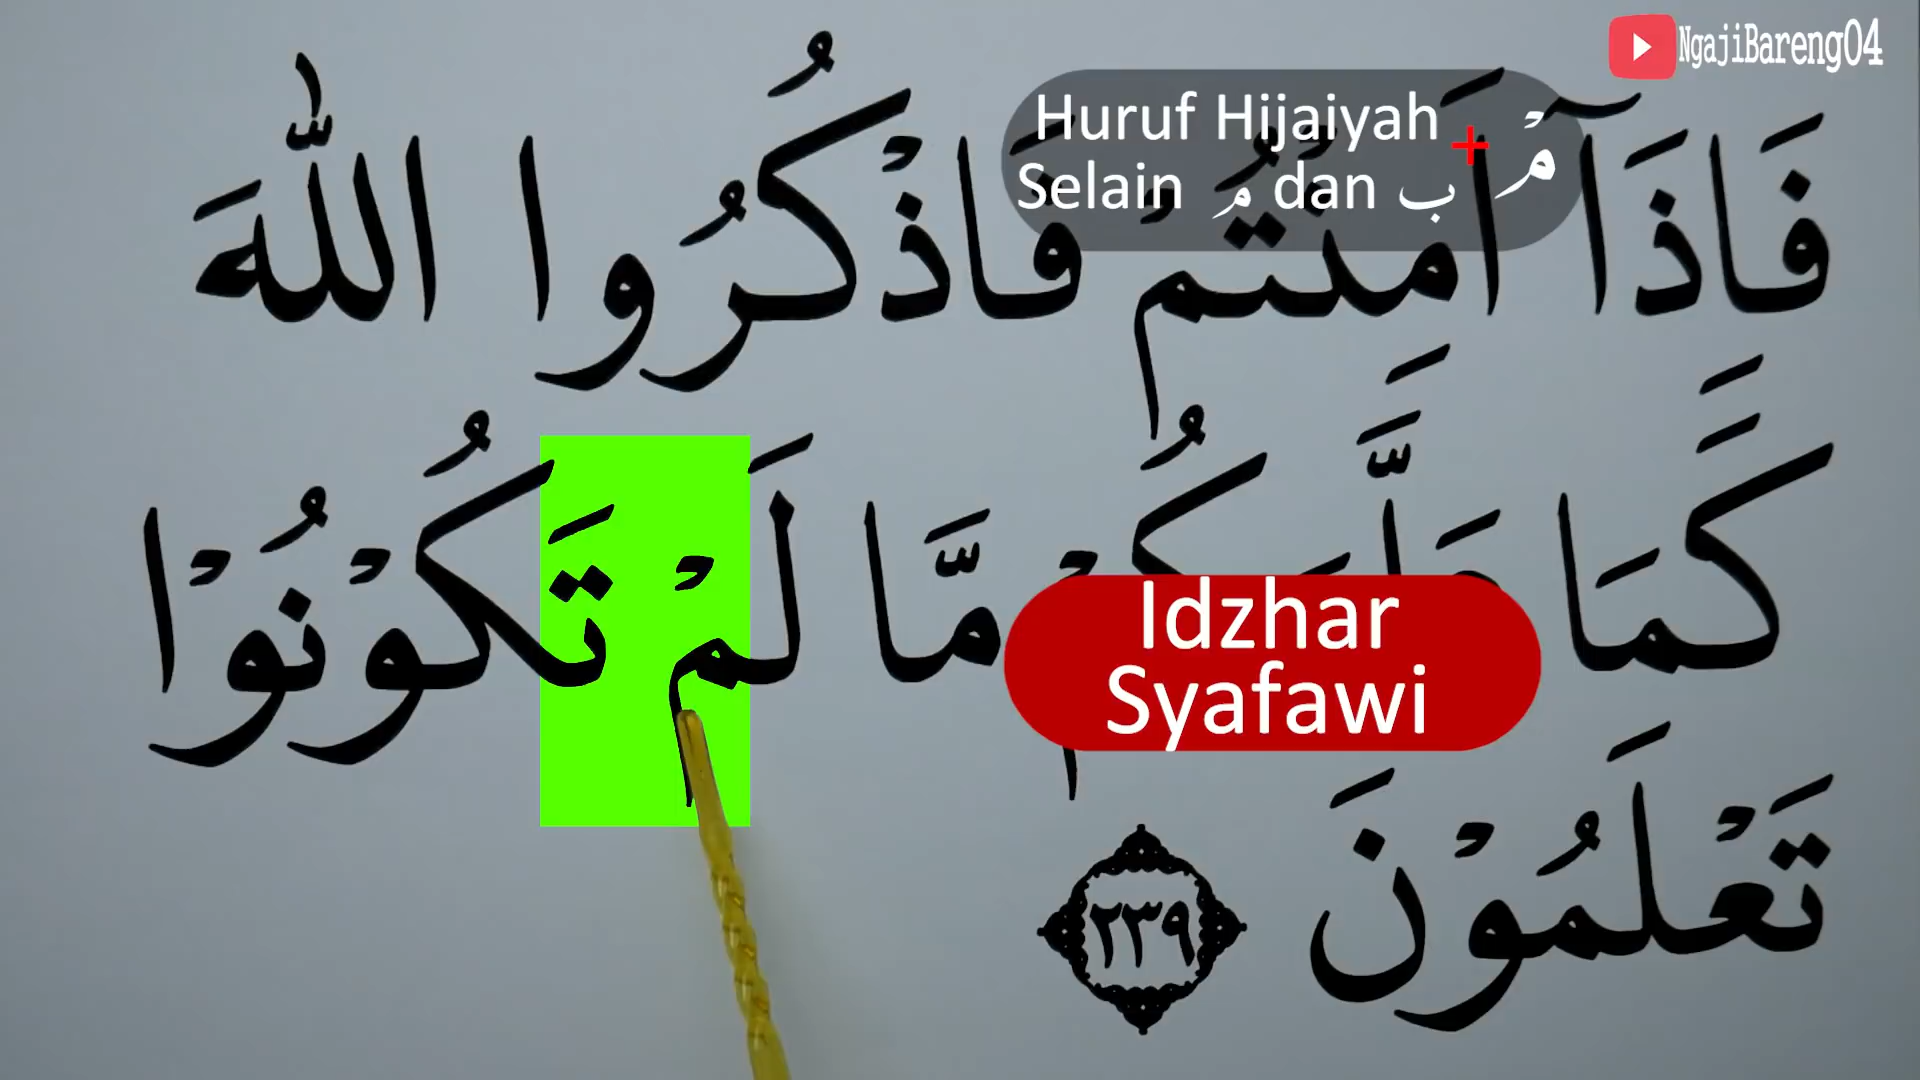 NgajiBareng04
Huruf Hijaiyah + مْ
Selain م dan ب
فَاِذَآ اَمِنْتُمْ فَاذْكُرُوا اللّٰهَ
كَمَا عَلَّمَكُمْ مَّا لَمْ تَكُوْنُوْا
Idzhar
Syafawi
تَعْلَمُوْنَ ٢٣٩